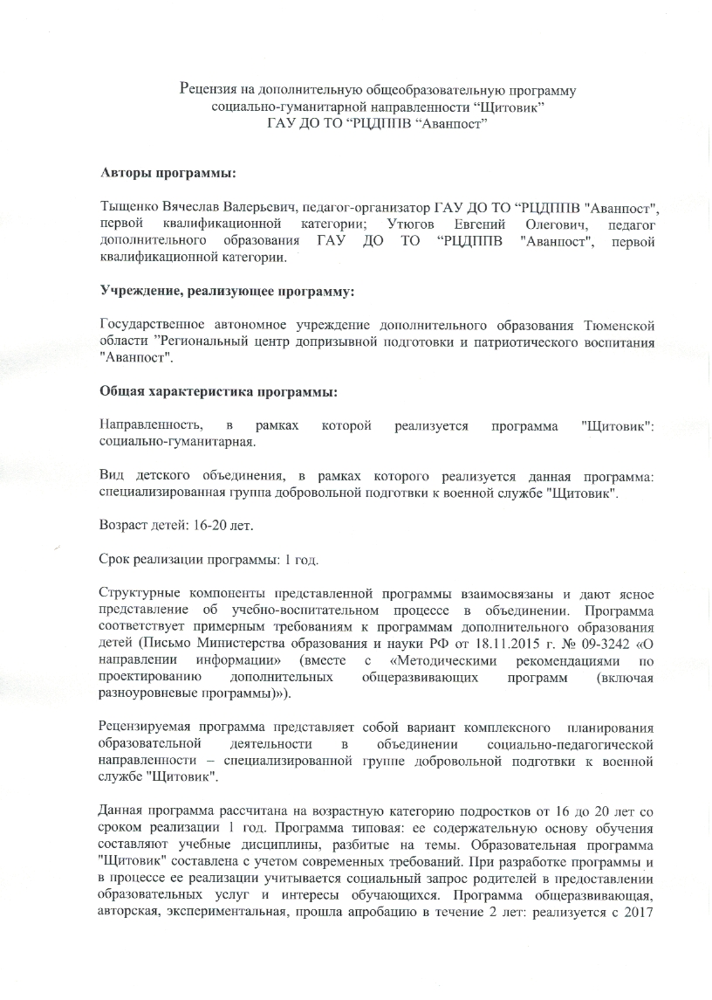 Рецензия на дополнительную общеобразовательную программу
социально-гуманитарной направленности “Щитовик”
ГАУ ДО ТО “РЦДППВ “Аванпост”
Авторы программы:
Тыщенко Вячеслав Валерьевич, педагог-организатор ГАУ ДО ТО “РЦДППВ "Аванпост",
первой квалификационной категории; Утюгов Евгений Олегович, педагог
дополнительного образования ГАУ ДО ТО “РЦДППВ "Аванпост", первой
квалификационной категории.
Учреждение, реализующее программу:
Государственное автономное учреждение дополнительного образования Тюменской
области ”Региональный центр допризывной подготовки и патриотического воспитания
"Аванпост".
Общая характеристика программы:
Направленность, в рамках которой реализуется программа "Щитовик":
социально-гуманитарная.
Вид детского объединения, в рамках которого реализуется данная программа:
специализированная группа добровольной подготвки к военной службе "Щитовик".
Возраст детей: 16-20 лет.
Срок реализации программы: 1 год.
Структурные компоненты представленной программы взаимосвязаны и дают ясное
представление об учебно-воспитательном процессе в объединении. Программа
соответствует примерным требованиям к программам дополнительного образования
детей (Письмо Министерства образования и науки РФ от 18.11.2015 г. № 09-3242 «О
направлении информации» (вместе с «Методическими рекомендациями по
проектированию дополнительных общеразвивающих программ (включая
разноуровневые программы)»).
Рецензируемая программа представляет собой вариант комплексного планирования
образовательной деятельности в объединении социально-педагогической
направленности – специализированной группе добровольной подготвки к военной
службе "Щитовик".
Данная программа рассчитана на возрастную категорию подростков от 16 до 20 лет со
сроком реализации 1 год. Программа типовая: ее содержательную основу обучения
составляют учебные дисциплины, разбитые на темы. Образовательная программа
"Щитовик" составлена с учетом современных требований. При разработке программы и
в процессе ее реализации учитывается социальный запрос родителей в предоставлении
образовательных услуг и интересы обучающихся. Программа общеразвивающая,
авторская, экспериментальная, прошла апробацию в течение 2 лет: реализуется с 2017